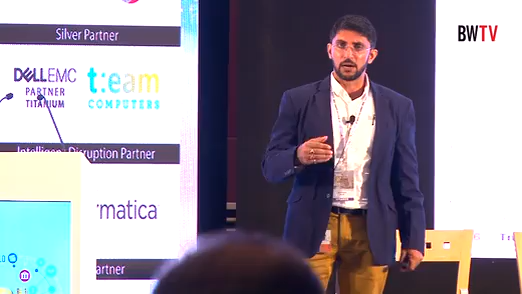 BWTV
Silver Partner
DELLEMC
PARTNER
TITANIUM
t:eam
COMPUTERS
Intelligent Disruption Partner
rmatica
Partner